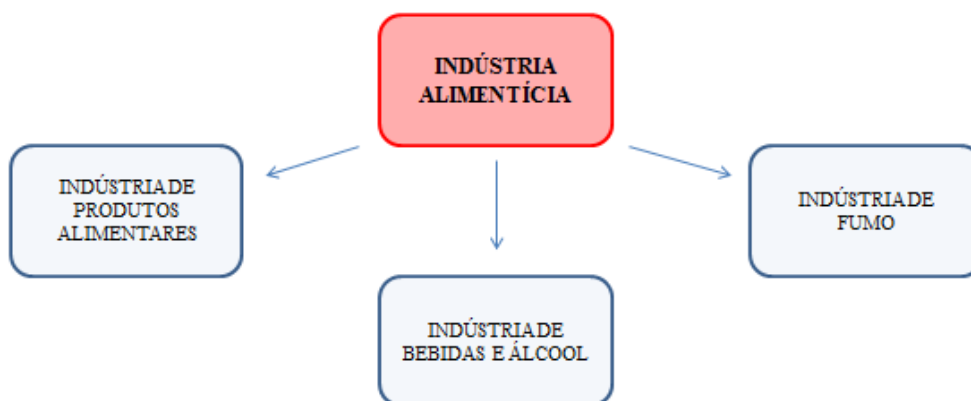 INDÚSTRIA
ALIMENTÍCIA
INDÚSTRIA DE
PRODUTOS
ALIMENTARES
INDÚSTRIA DE
BEBIDAS E ÁLCOOL
INDÚSTRIA DE
FUMO